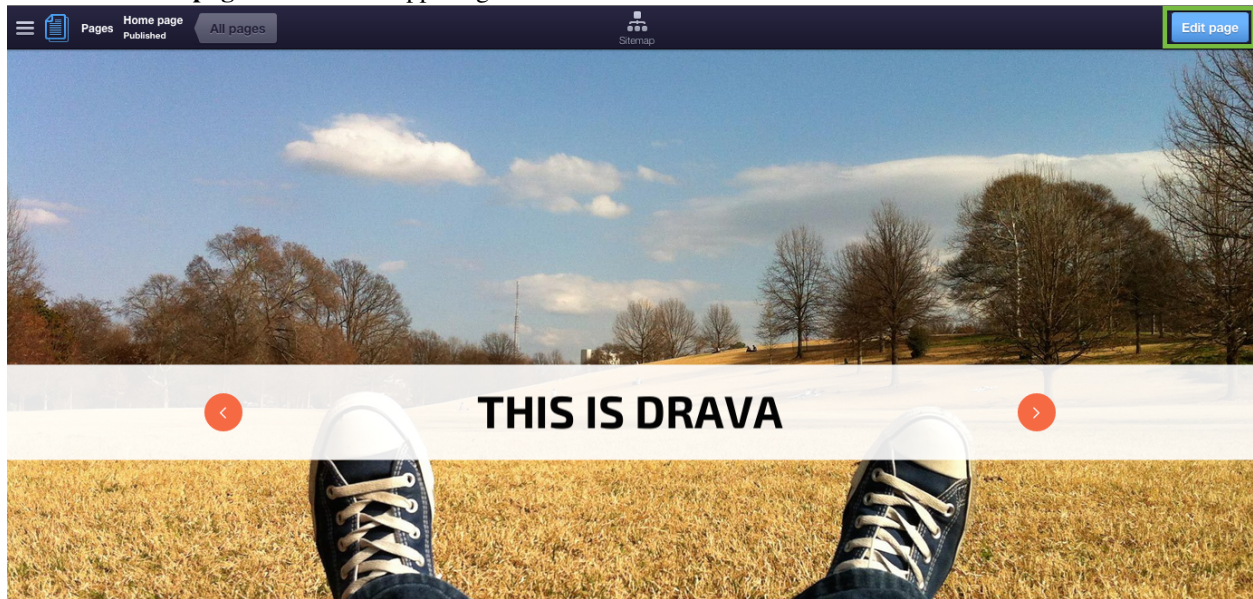 Pages
Home page
Published
All pages
Sitemap
Edit page
THIS IS DRAVA